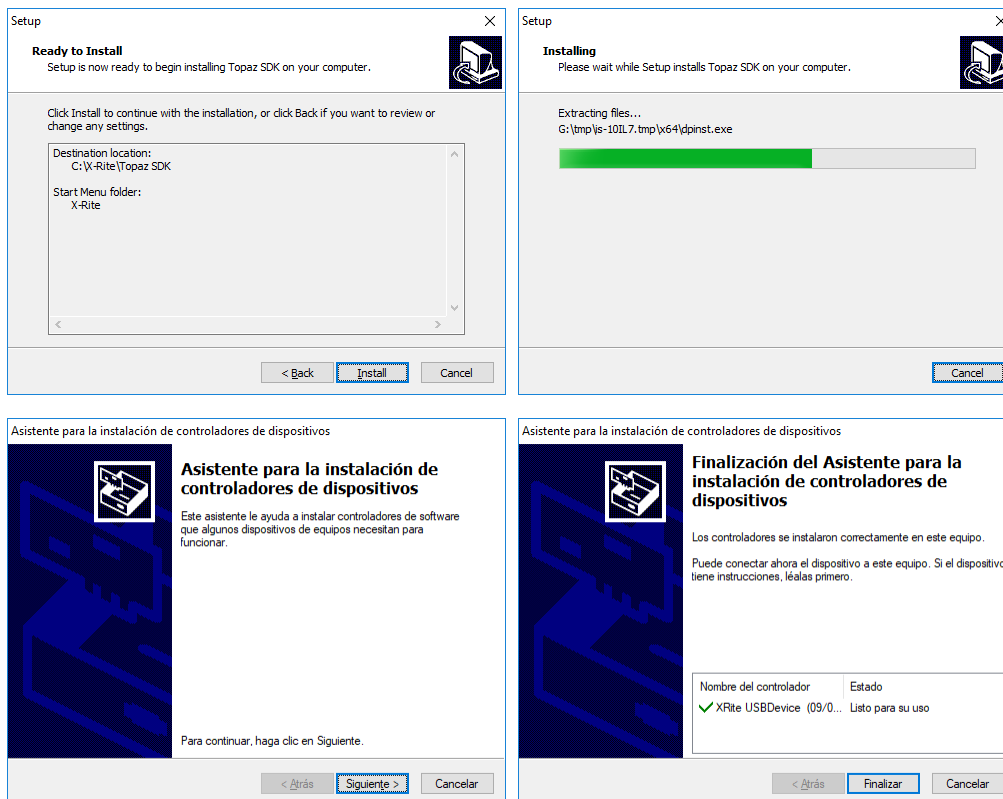 Setup
Ready to Install
Setup is now ready to begin installing Topaz SDK on your computer.
Click Install to continue with the installation, or click Back if you want to review or
change any settings.
Destination location:
C:\X-Rite\Topaz SDK
Start Menu folder:
X-Rite
< Back
Install
Cancel
Setup
Installing
Please wait while Setup installs Topaz SDK on your computer.
Extracting files...
G:\tmp\is-10IL7.tmp\x64\dpinst.exe
Cancel
Asistente para la instalación de controladores de dispositivos
Asistente para la instalación de
controladores de dispositivos
Este asistente le ayuda a instalar controladores de software
que algunos dispositivos de equipos necesitan para
funcionar.
Para continuar, haga clic en Siguiente.
< Atrás
Siguiente >
Cancelar
Asistente para la instalación de controladores de dispositivos
Finalización del Asistente para la
instalación de controladores de
dispositivos
Los controladores se instalaron correctamente en este equipo.
Puede conectar ahora el dispositivo a este equipo. Si el dispositivo
tiene instrucciones, léalas primero.
Nombre del controlador Estado
XRite USBDevice (09/0... Listo para su uso
< Atrás
Finalizar
Cancelar